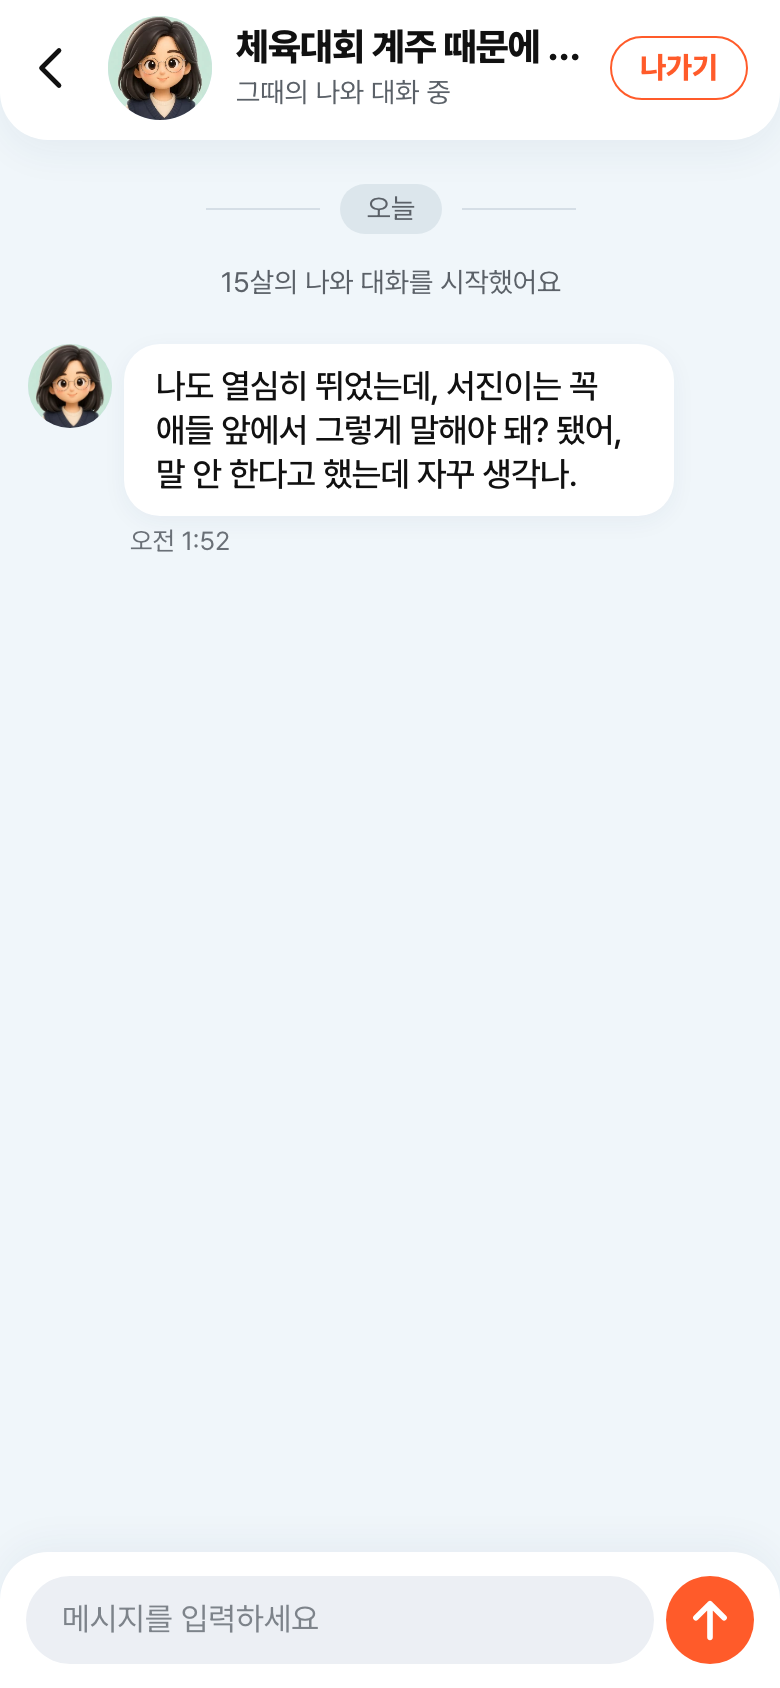 체육대회 계주 때문에 ...
그때의 나와 대화 중
나가기
오늘
15살의 나와 대화를 시작했어요
나도 열심히 뛰었는데, 서진이는 꼭
애들 앞에서 그렇게 말해야 돼? 됐어,
말 안 한다고 했는데 자꾸 생각나.
오전 1:52
메시지를 입력하세요